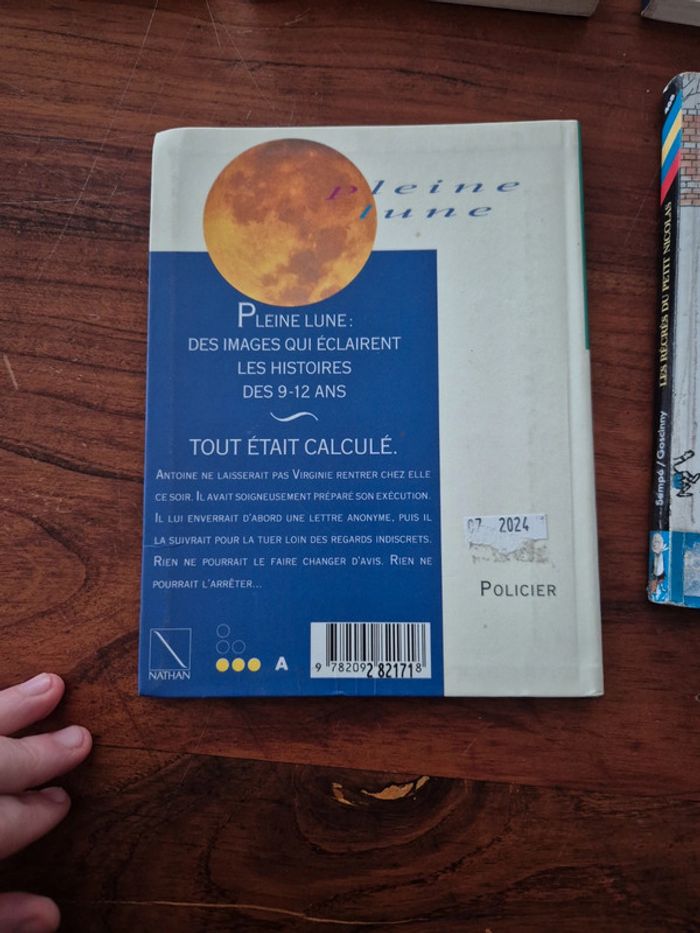 pleine
lune
PLEINE LUNE :
DES IMAGES QUI ÉCLAIRENT
LES HISTOIRES
DES 9-12 ANS
TOUT ÉTAIT CALCULÉ.
ANTOINE NE LAISSERAIT PAS VIRGINIE RENTRER CHEZ ELLE
CE SOIR. IL AVAIT SOIGNEUSEMENT PRÉPARÉ SON EXÉCUTION.
IL LUI ENVERRAIT D'ABORD UNE LETTRE ANONYME, PUIS IL
LA SUIVRAIT POUR LA TUER LOIN DES REGARDS INDISCRETS.
RIEN NE POURRAIT LE FAIRE CHANGER D'AVIS. RIEN NE
POURRAIT L'ARRÊTER...
07 2024
POLICIER
NATHAN
A
9 782092 821718
LES RÉCRÉS DU PETIT NICOLAS
Sempé / Goscinny